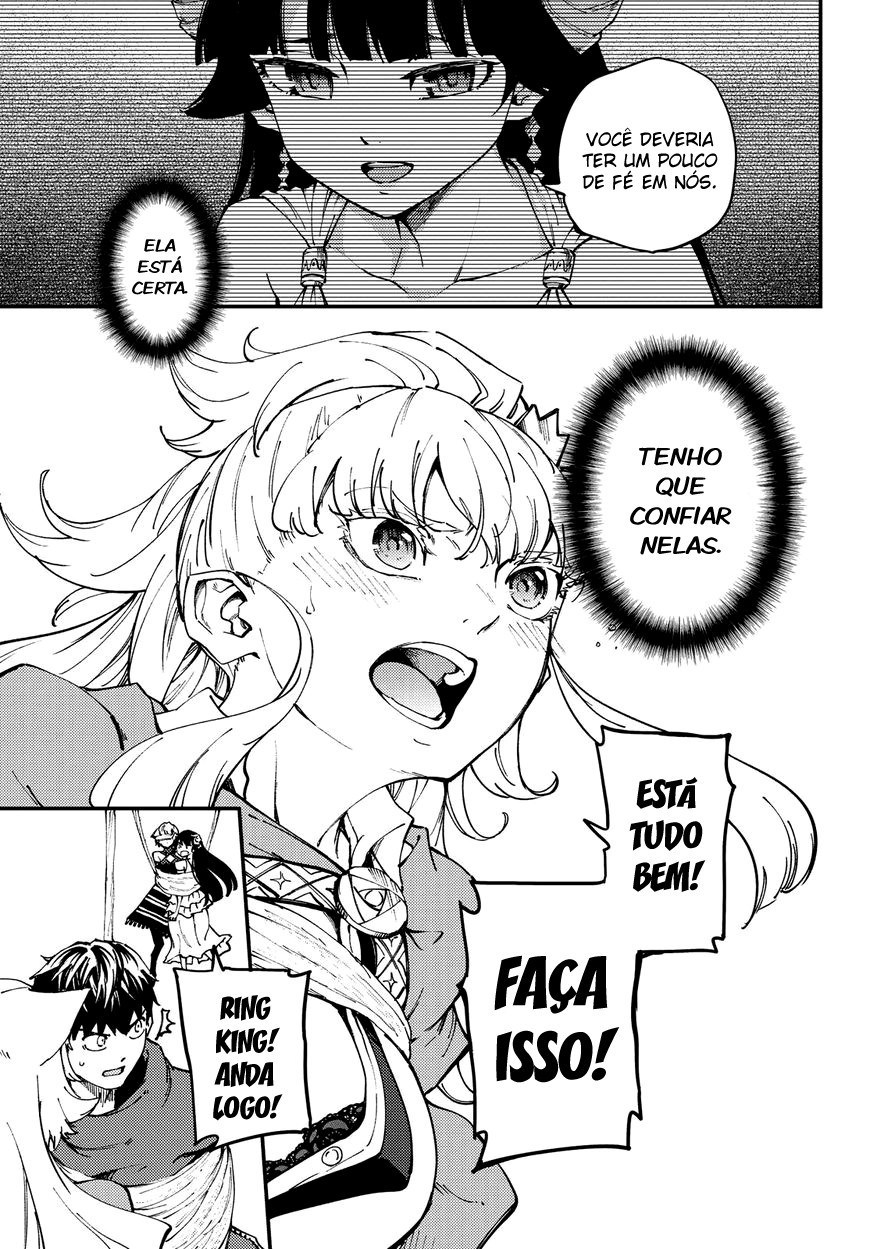 VOCÊ DEVERIA
TER UM POUCO
DE FÉ EM NÓS.
ELA
ESTÁ
CERTA.
TENHO
QUE
CONFIAR
NELAS.
ESTÁ
TUDO
BEM!
FAÇA
ISSO!
RING
KING!
ANDA
LOGO!